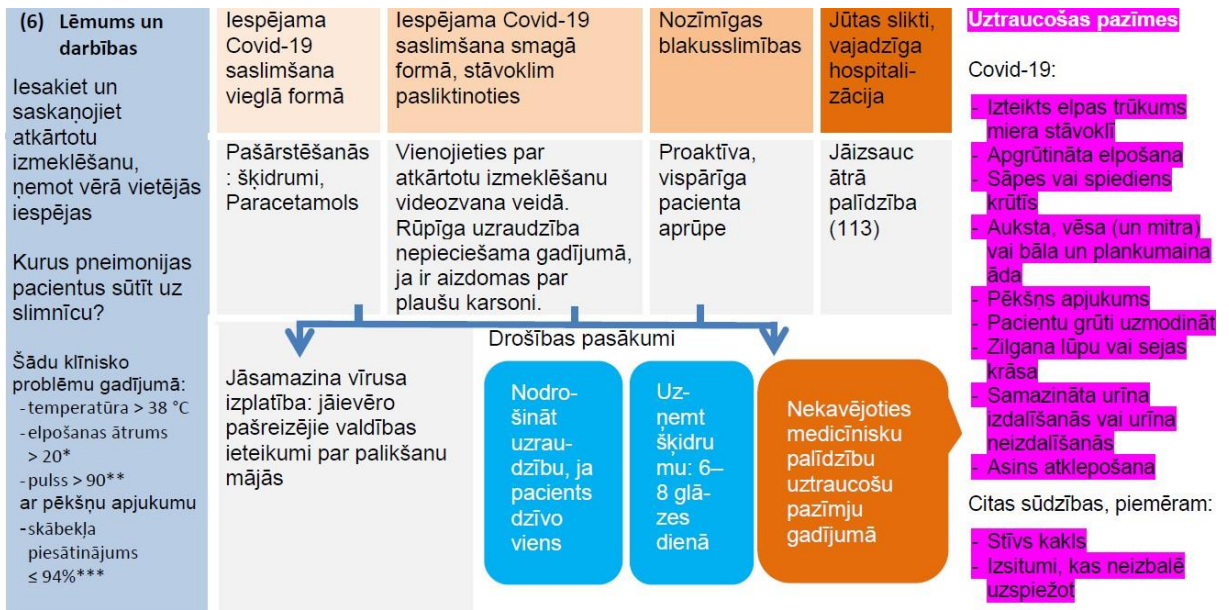 (6) Lēmums un
darbības
Iesakiet un
saskaņojiet
atkārtotu
izmeklēšanu,
ņemot vērā vietējās
iespējas
Kurus pneimonijas
pacientus sūtīt uz
slimnīcu?
Šādu klīnisko
problēmu gadījumā:
- temperatūra > 38 °C
- elpošanas ātrums
> 20*
- pulss > 90**
ar pēkšņu apjukumu
- skābekļa
piesātinājums
≤ 94%***
Iespējama
Covid-19
saslimšana
vieglā formā
Iespējama Covid-19
saslimšana smagā
formā, stāvoklim
pasliktinoties
Nozīmīgas
blakusslimības
Jūtas slikti,
vajadzīga
hospitali-
zācija
Pašārstēšanās
: šķidrumi,
Paracetamols
Vienojieties par
atkārtotu izmeklēšanu
videozvana veidā.
Rūpīga uzraudzība
nepieciešama gadījumā,
ja ir aizdomas par
plaušu karsoni.
Proaktīva,
vispārīga
pacienta
aprūpe
Jāizsauc
ātrā
palīdzība
(113)
Jāsamazina vīrusa
izplatība: jāievēro
pašreizējie valdības
ieteikumi par palikšanu
mājās
Drošības pasākumi
Nodro-
šināt
uzrau-
dzību, ja
pacients
dzīvo
viens
Uz-
ņemt
šķidru
mu: 6–
8 glā-
zes
dienā
Nekavējoties
medicīnisku
palīdzību
uztraucošu
pazīmju
gadījumā
Uztraucošas pazīmes
Covid-19:
- Izteikts elpas trūkums
miera stāvoklī
- Apgrūtināta elpošana
- Sāpes vai spiediens
krūtīs
- Auksta, vēsa (un mitra)
vai bāla un plankumaina
āda
- Pēkšņs apjukums
- Pacientu grūti uzmodināt
- Zilgana lūpu vai sejas
krāsa
- Samazināta urīna
izdalīšanās vai urīna
neizdalīšanās
- Asins atklepošana
Citas sūdzības, piemēram:
- Stīvs kakls
- Izsitumi, kas neizbalē
uzspiežot